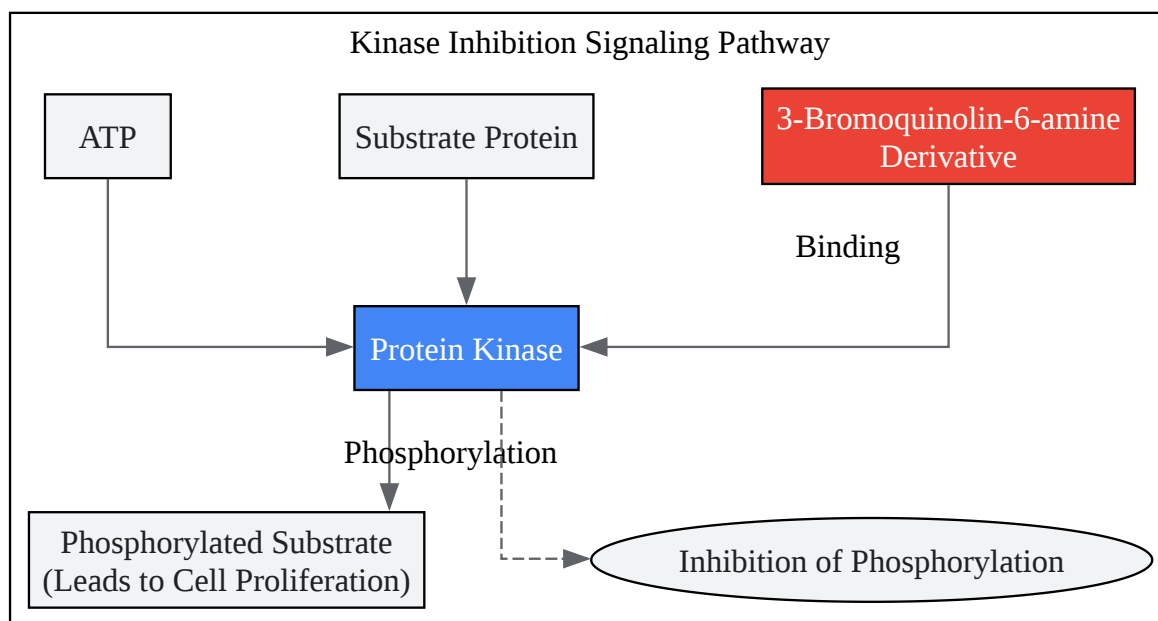 Kinase Inhibition Signaling Pathway
ATP
Substrate Protein
3-Bromoquinolin-6-amine
Derivative
Binding
Protein Kinase
Phosphorylation
Phosphorylated Substrate
(Leads to Cell Proliferation)
Inhibition of Phosphorylation